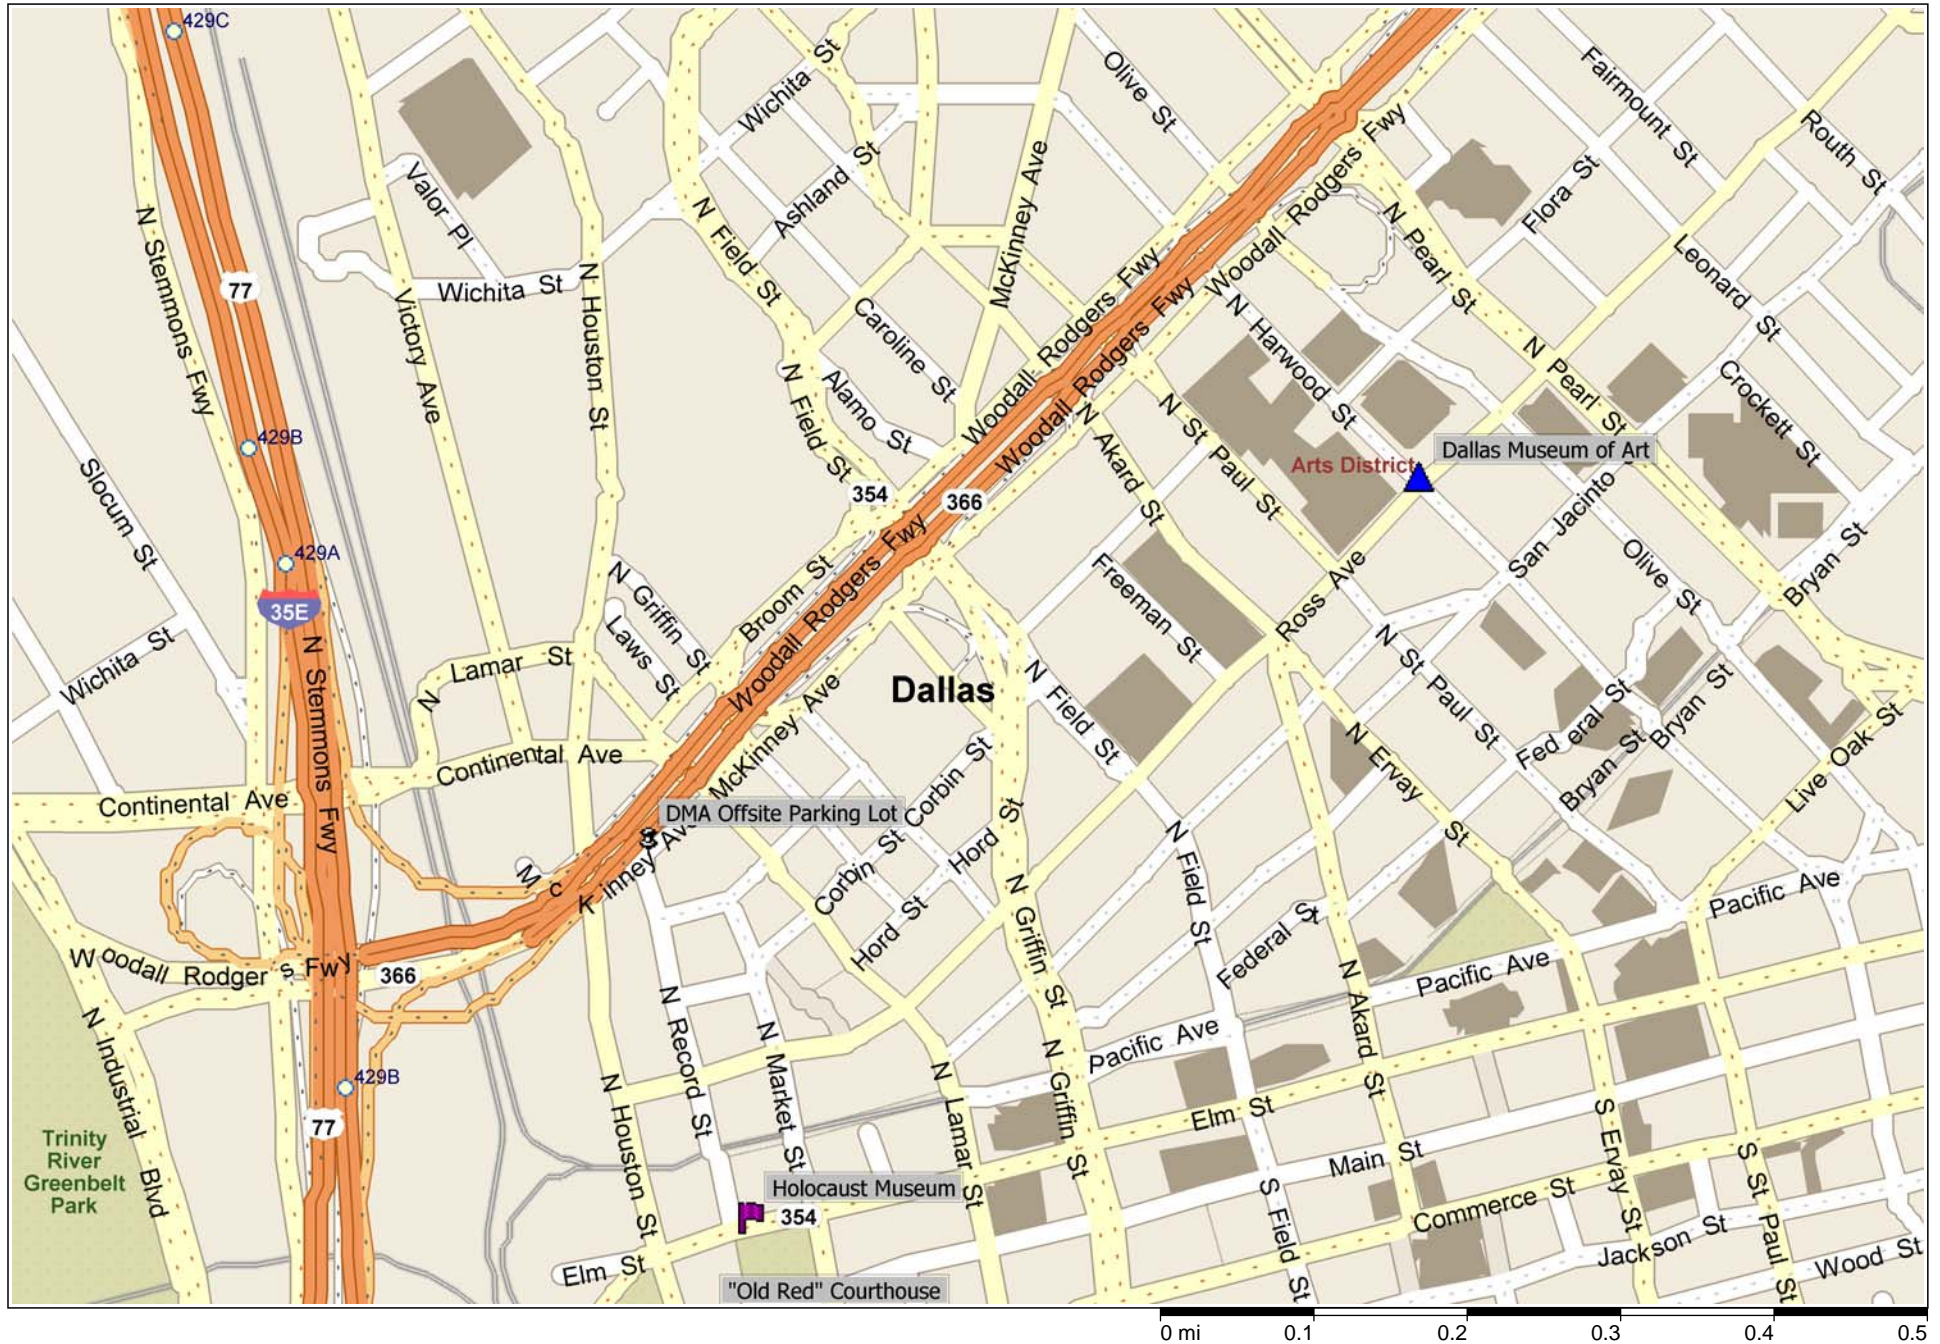 429C
Wichita St
Olive St
Fairmount St
Routh St
N Stemmons Fwy
Valor Pl
Ashland St
McKinney Ave
Woodall Rodgers Fwy
Flora St
N Field St
N Pearl St
Leonard St
77
Wichita St
N Houston St
Victory Ave
Caroline St
Woodall Rodgers Fwy
Woodall Rodgers Fwy
N Harwood St
N Pearl St
Crockett St
N Field St
Alamo St
429B
N Akard St
N St Paul St
Arts District
Dallas Museum of Art
Slocum St
354
366
429A
35E
San Jacinto
Olive St
Bryan St
N Griffin St
Laws St
Broom St
Woodall Rodgers Fwy
Freeman St
Ross Ave
Wichita St
N Lamar St
N Stemmons Fwy
Dallas
N Field St
N St Paul St
Federal St
Bryan St
Bryan St
Live Oak St
Continental Ave
Continental Ave
McKinney Ave
N Ervay St
DMA Offsite Parking Lot
McKinney Ave
Corbin St
Corbin St
Hord St
Hord St
N Field St
Federal St
Pacific Ave
Woodall Rodgers Fwy
366
N Griffin St
Pacific Ave
N Industrial Blvd
N Record St
N Market St
Pacific Ave
N Akard St
429B
77
N Houston St
N Lamar St
N Griffin St
Elm St
Main St
S Ervay St
S St Paul St
Trinity
River
Greenbelt
Park
Holocaust Museum
354
S Field St
Commerce St
Jackson St
Wood St
Elm St
"Old Red" Courthouse
0 mi 0.1 0.2 0.3 0.4 0.5